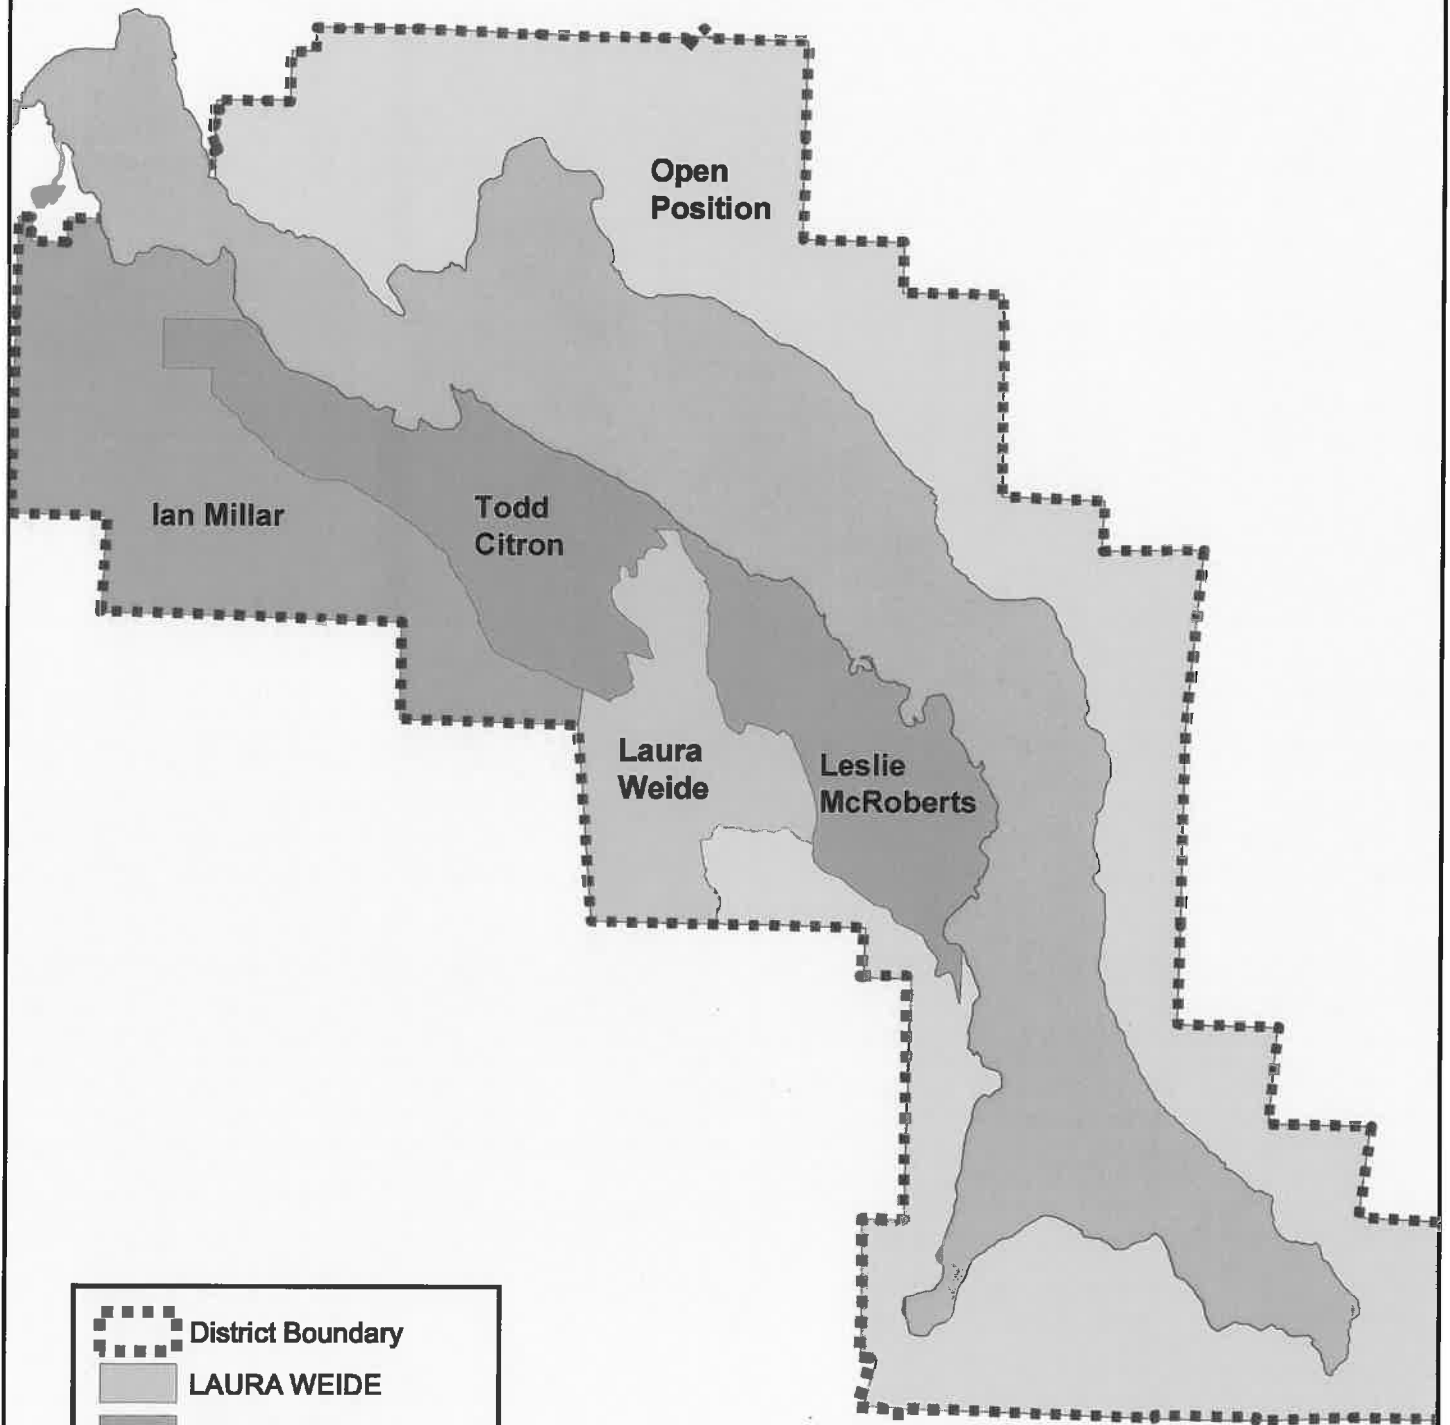 Open
Position
Ian Millar
Todd
Citron
Laura
Weide
Leslie
McRoberts
District Boundary
LAURA WEIDE